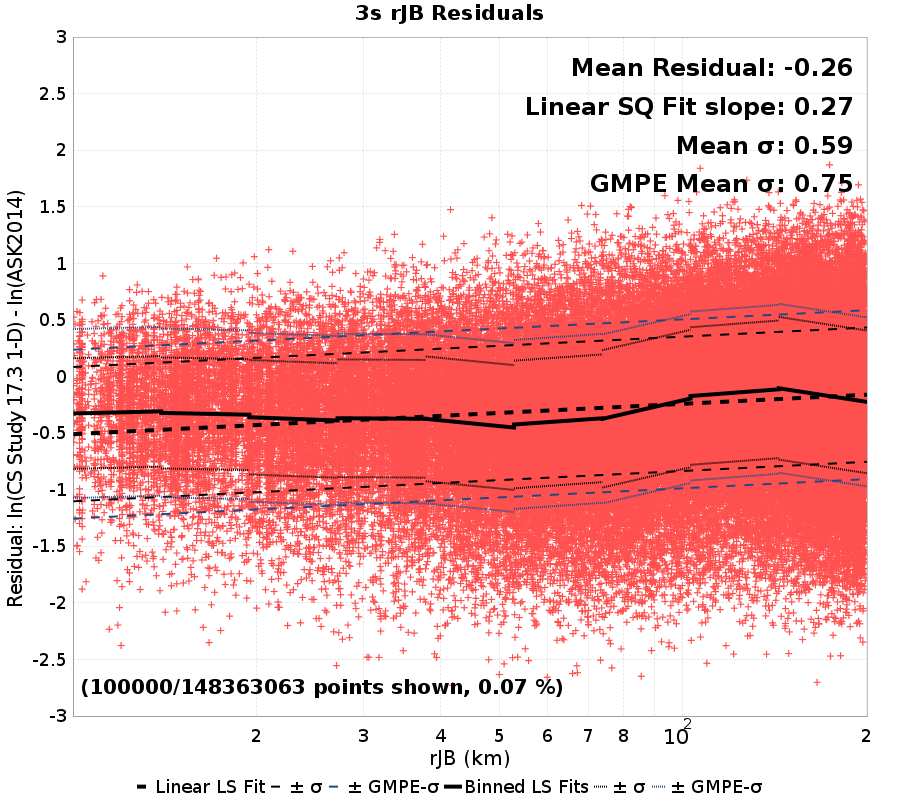 3s rJB Residuals
Mean Residual: -0.26
Linear SQ Fit slope: 0.27
Mean σ: 0.59
GMPE Mean σ: 0.75
3
2.5
2
1.5
1
0.5
0
-0.5
-1
-1.5
-2
-2.5
-3
Residual: ln(CS Study 17.3 1-D) - ln(ASK2014)
(100000/148363063 points shown, 0.07 %)
2 3 4 5 6 7 8 10² 2
rJB (km)
Linear LS Fit ± σ ± GMPE-σ Binned LS Fits ± σ ± GMPE-σ